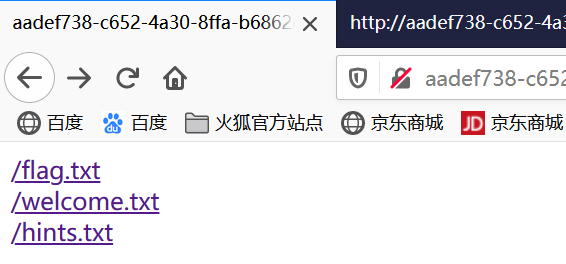 aadef738-c652-4a30-8ffa-b6862
http://aadef738-c652-4a3
aadef738-c652
百度
百度
火狐官方站点
京东商城
JD 京东商城
/flag.txt
/welcome.txt
/hints.txt